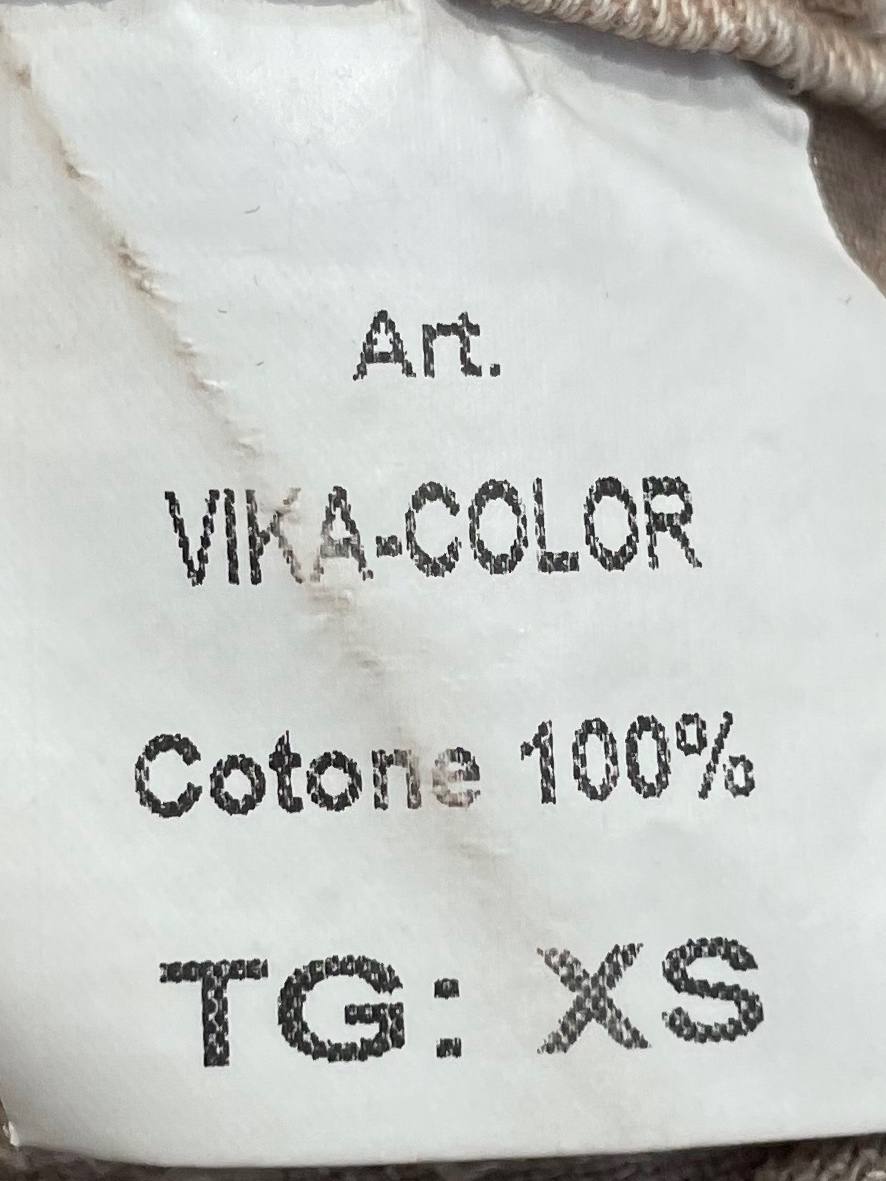 Art.
VIKA-COLOR
Cotone 100%
TG: XS